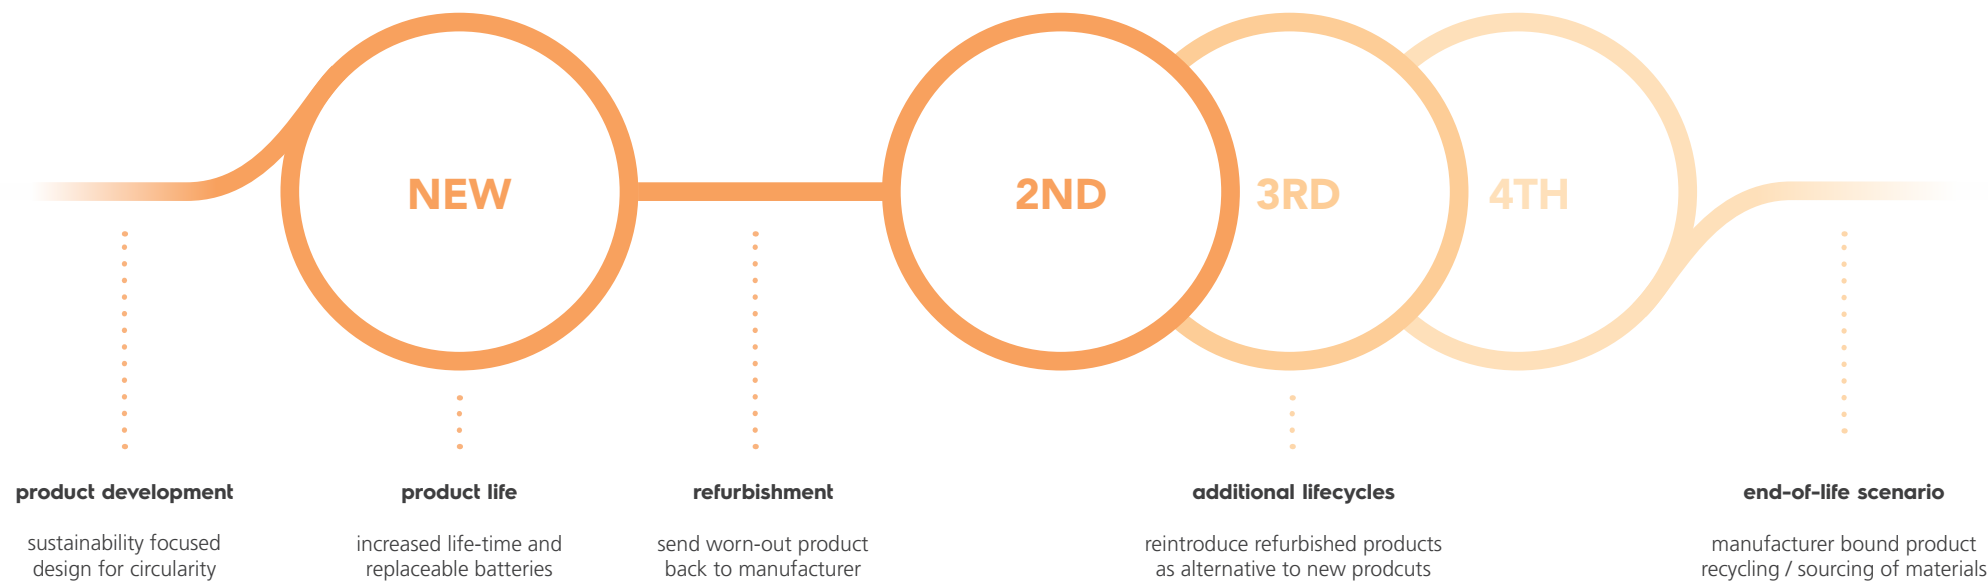 NEW
2ND
3RD
4TH
product development
sustainability focused
design for circularity
product life
increased life-time and
replaceable batteries
refurbishment
send worn-out product
back to manufacturer
additional lifecycles
reintroduce refurbished products
as alternative to new prodcuts
end-of-life scenario
manufacturer bound product
recycling / sourcing of materials